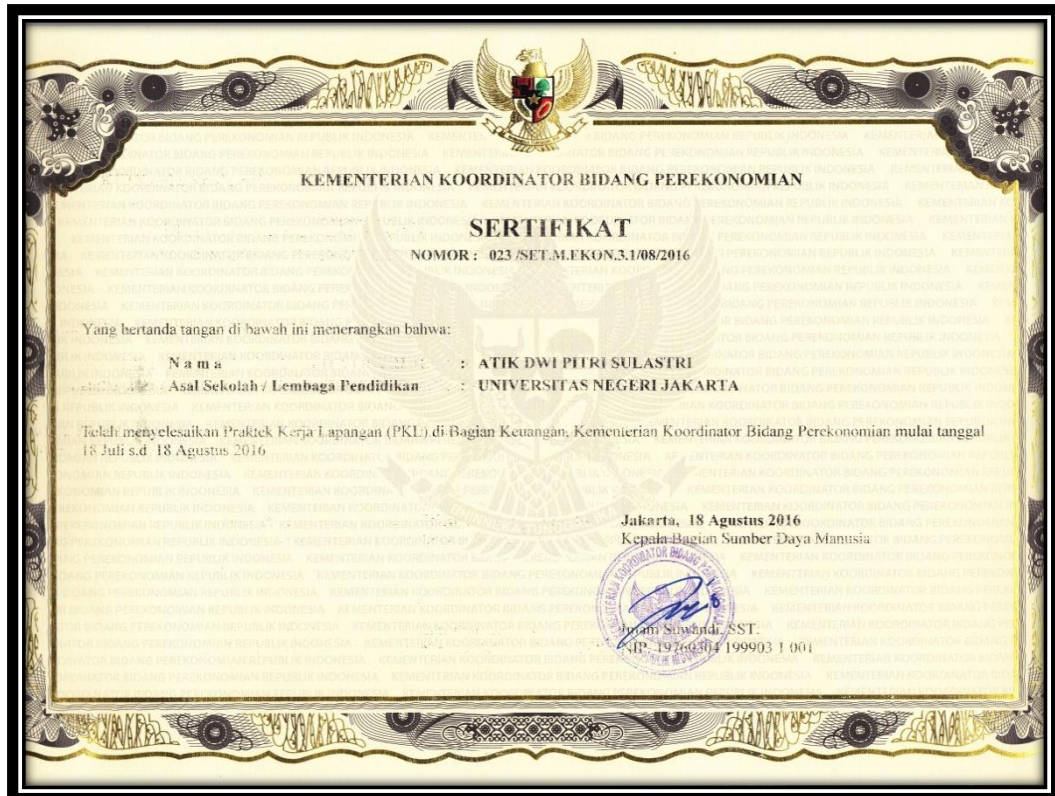 KEMENTERIAN KOORDINATOR BIDANG PEREKONOMIAN
SERTIFIKAT
NOMOR : 023 /SET.M.EKON.3.1/08/2016
Yang bertanda tangan di bawah ini menerangkan bahwa:
N a m a : ATIK DWI PITRI SULASTRI
Asal Sekolah / Lembaga Pendidikan : UNIVERSITAS NEGERI JAKARTA
Telah menyelesaikan Praktek Kerja Lapangan (PKL) di Bagian Keuangan, Kementerian Koordinator Bidang Perekonomian mulai tanggal
18 Juli s.d 18 Agustus 2016
Jakarta, 18 Agustus 2016
Kepala Bagian Sumber Daya Manusia
Imam Suwandi, SST.
NIP. 19760304 199903 1 001